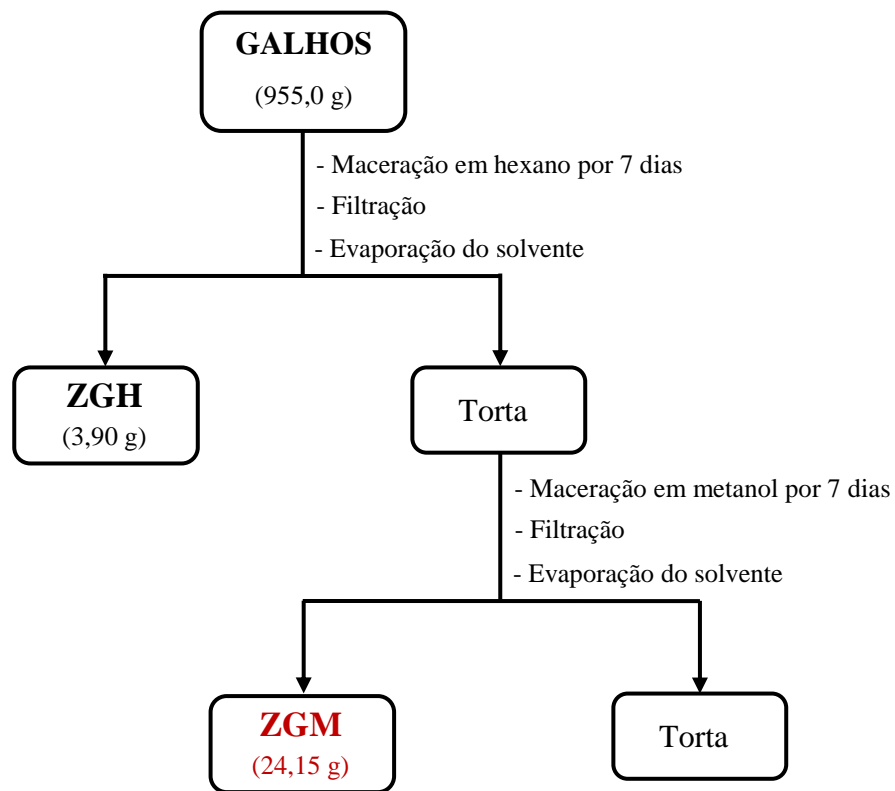 GALHOS
(955,0 g)
- Maceração em hexano por 7 dias
- Filtração
- Evaporação do solvente
ZGH
(3,90 g)
Torta
- Maceração em metanol por 7 dias
- Filtração
- Evaporação do solvente
ZGM
(24,15 g)
Torta